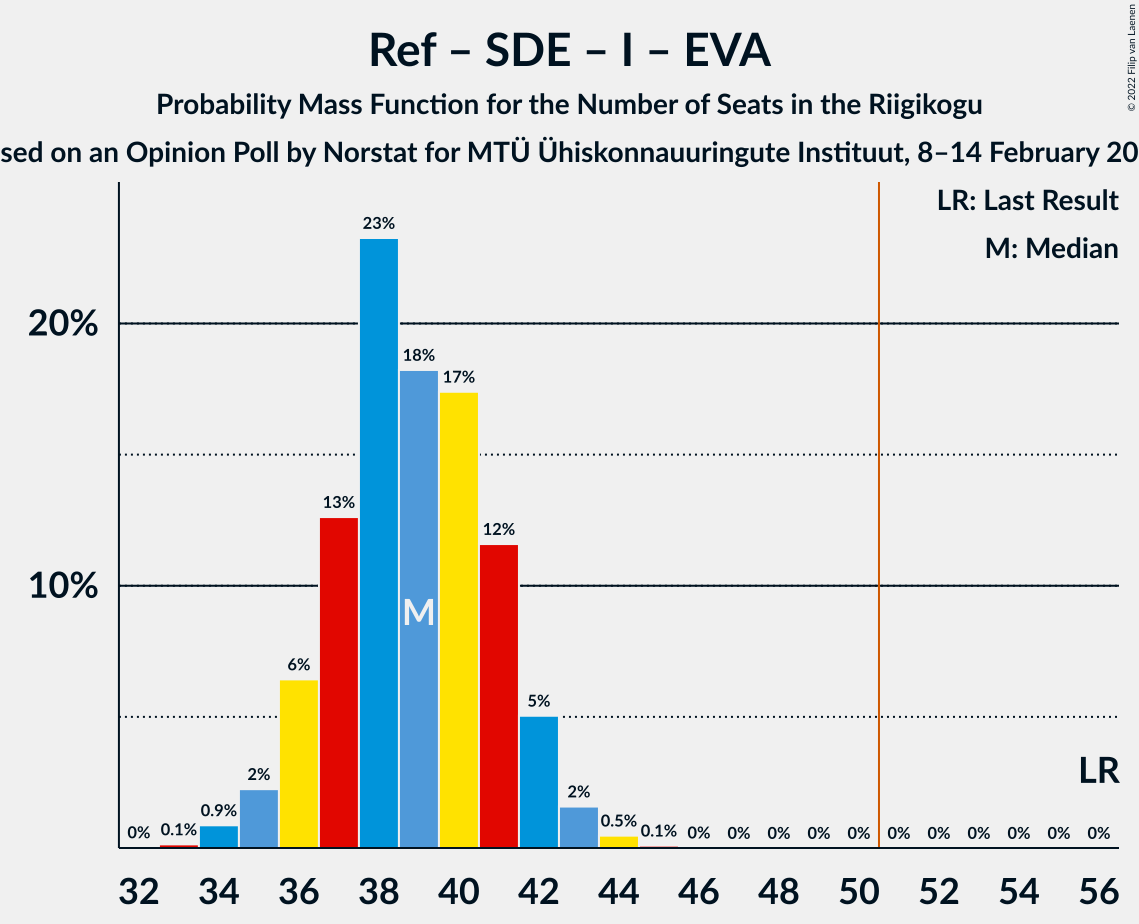 Ref – SDE – I – EVA
Probability Mass Function for the Number of Seats in the Riigikogu
sed on an Opinion Poll by Norstat for MTÜ Ühiskonnauuringute Instituut, 8–14 February 20
© 2022 Filip van Laenen
LR: Last Result
M: Median
20%
10%
0% 0.1% 0.9% 2% 6% 13% 23% 18% 17% 12% 5% 2% 0.5% 0.1% 0% 0% 0% 0% 0% 0% 0% 0% 0% 0% 0%
M
LR
32 34 36 38 40 42 44 46 48 50 52 54 56